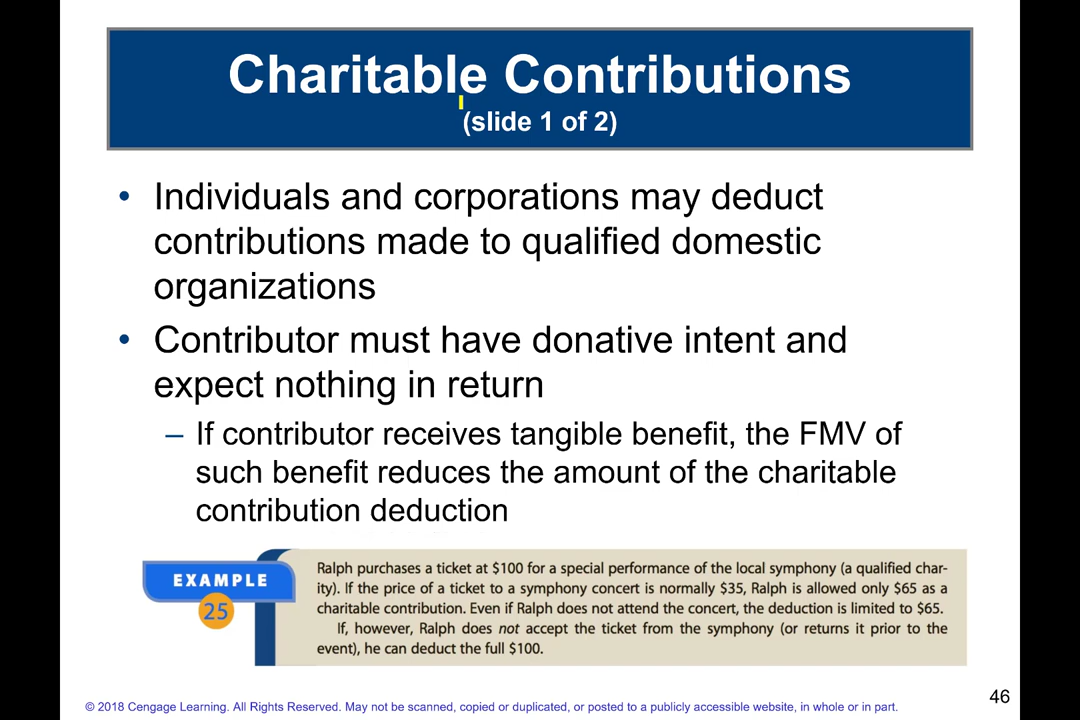 Charitable Contributions
(slide 1 of 2)
• Individuals and corporations may deduct
contributions made to qualified domestic
organizations
• Contributor must have donative intent and
expect nothing in return
– If contributor receives tangible benefit, the FMV of
such benefit reduces the amount of the charitable
contribution deduction
EXAMPLE
25
Ralph purchases a ticket at $100 for a special performance of the local symphony (a qualified char-
ity). If the price of a ticket to a symphony concert is normally $35, Ralph is allowed only $65 as a
charitable contribution. Even if Ralph does not attend the concert, the deduction is limited to $65.
If, however, Ralph does not accept the ticket from the symphony (or returns it prior to the
event), he can deduct the full $100.
46
© 2018 Cengage Learning. All Rights Reserved. May not be scanned, copied or duplicated, or posted to a publicly accessible website, in whole or in part.